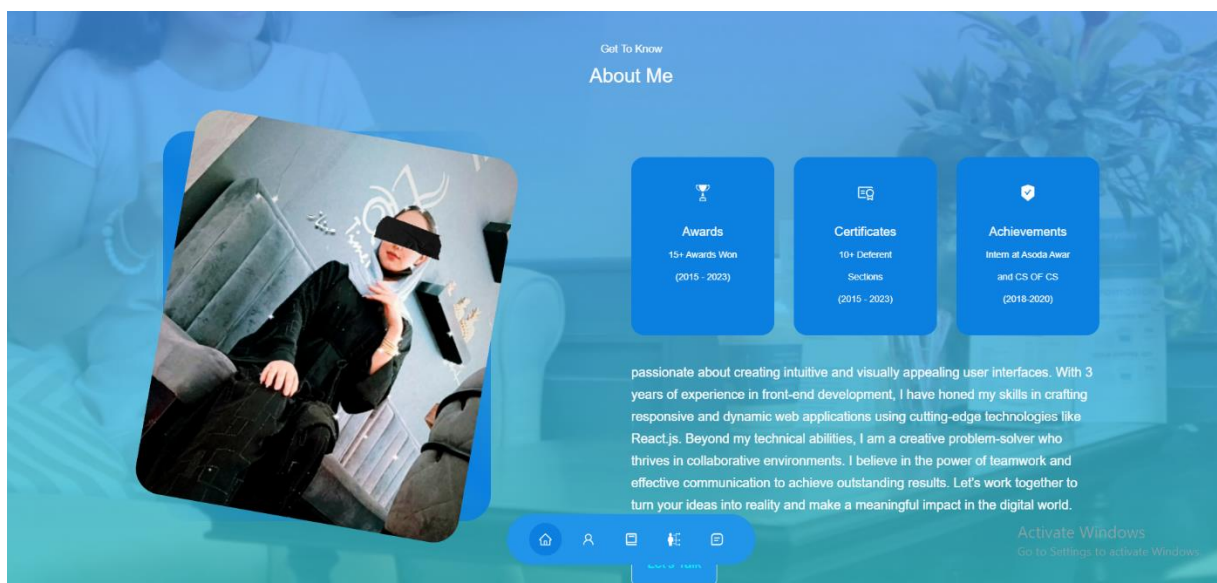 Get To Know
About Me
Awards
15+ Awards Won
(2015 - 2023)
Certificates
10+ Deferent
Sections
(2015 - 2023)
Achievements
Intern at Asoda Awar
and CS OF CS
(2018-2020)
passionate about creating intuitive and visually appealing user interfaces. With 3
years of experience in front-end development, I have honed my skills in crafting
responsive and dynamic web applications using cutting-edge technologies like
React.js. Beyond my technical abilities, I am a creative problem-solver who
thrives in collaborative environments. I believe in the power of teamwork and
effective communication to achieve outstanding results. Let's work together to
turn your ideas into reality and make a meaningful impact in the digital world.
Let's Talk
Activate Windows
Go to Settings to activate Windows.